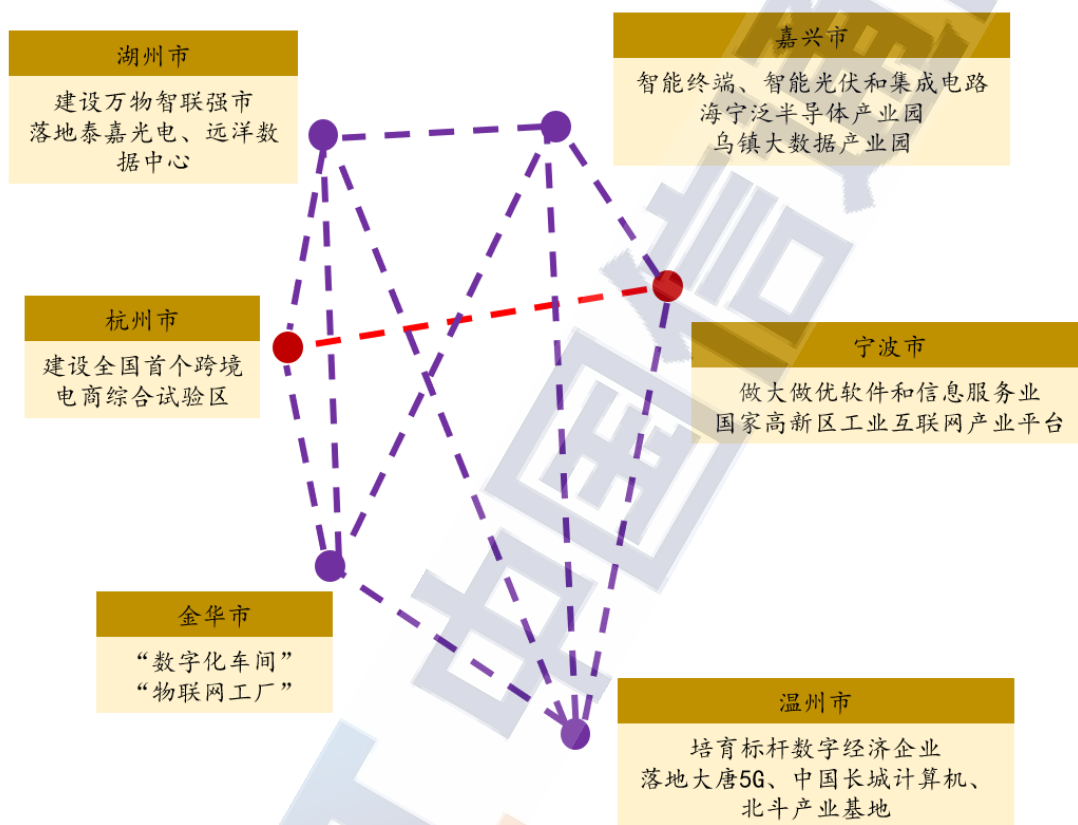 湖州市
建设万物智联强市
落地泰嘉光电、远洋数
据中心
嘉兴市
智能终端、智能光伏和集成电路
海宁泛半导体产业园
乌镇大数据产业园
杭州市
建设全国首个跨境
电商综合试验区
宁波市
做大做优软件和信息服务业
国家高新区工业互联网产业平台
金华市
“数字化车间”
“物联网工厂”
温州市
培育标杆数字经济企业
落地大唐5G、中国长城计算机、
北斗产业基地
中国信通